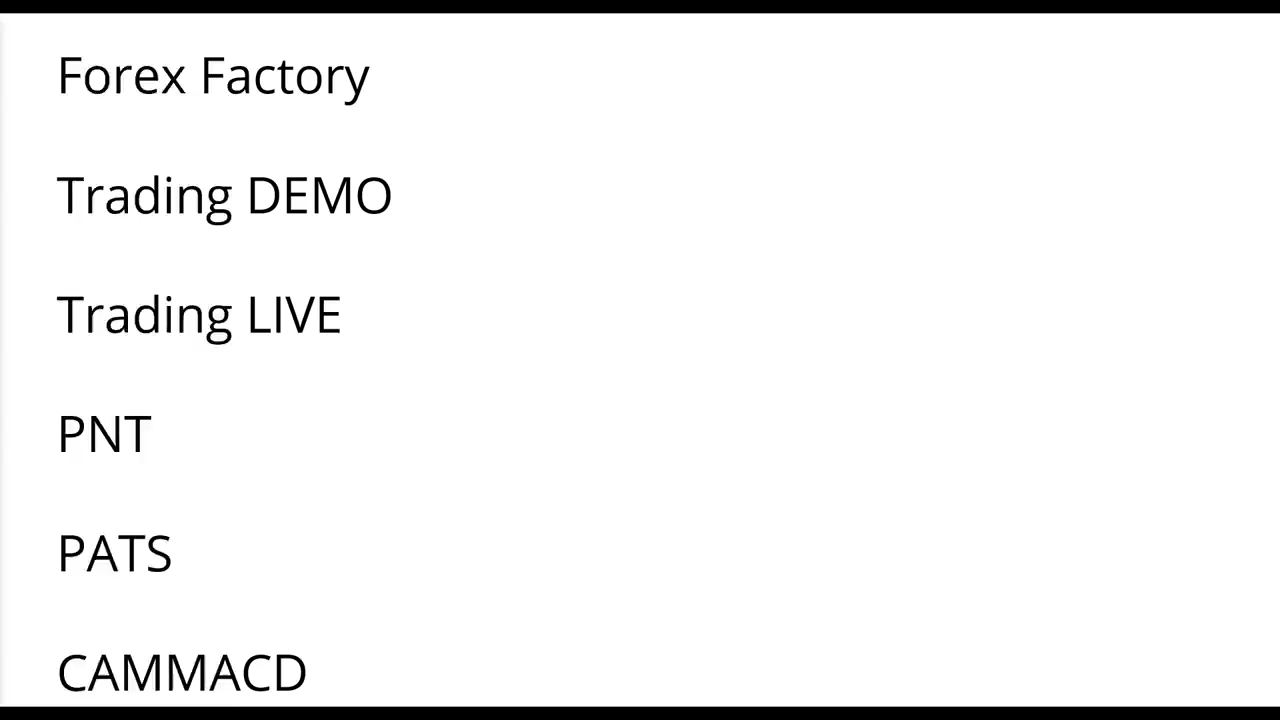 Forex Factory
Trading DEMO
Trading LIVE
PNT
PATS
CAMMACD